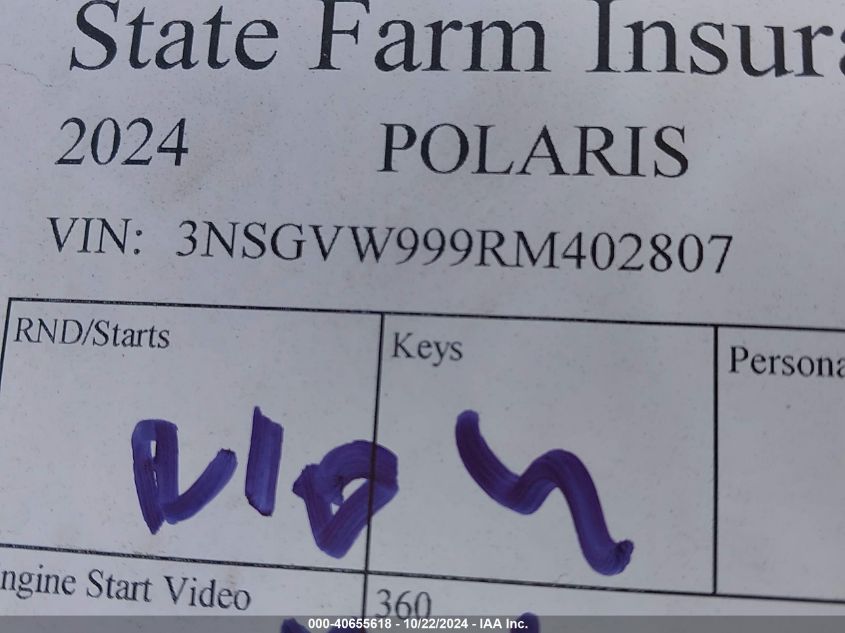 State Farm Insura
2024 POLARIS
VIN: 3NSGVW999RM402807
RND/Starts Keys Persona
R/D Y
ngine Start Video 360
000-40655618 - 10/22/2024 - IAA Inc.